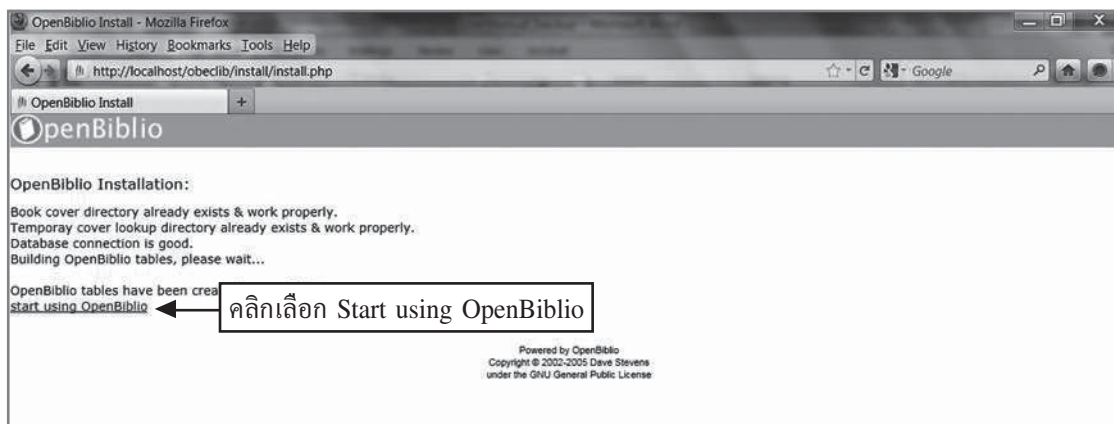 OpenBiblio Install - Mozilla Firefox
File Edit View History Bookmarks Tools Help
http://localhost/obeclib/install/install.php
Google
OpenBiblio Install
OpenBiblio
OpenBiblio Installation:
Book cover directory already exists & work properly.
Temporay cover lookup directory already exists & work properly.
Database connection is good.
Building OpenBiblio tables, please wait...
OpenBiblio tables have been crea
start using OpenBiblio
คลิกเลือก Start using OpenBiblio
Powered by OpenBiblio
Copyright © 2002-2005 Dave Stevens
under the GNU General Public License